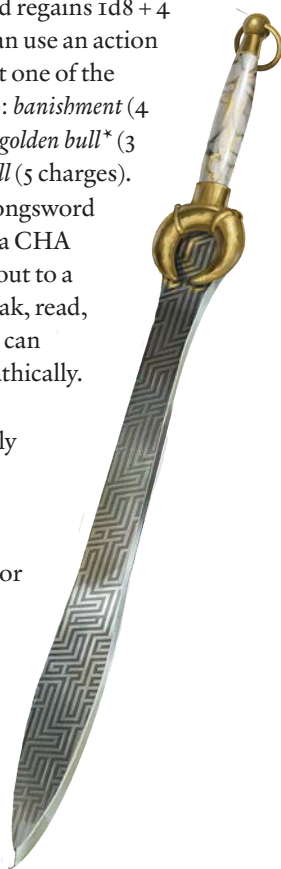 d regains 1d8 + 4
an use an action
t one of the
: banishment (4
golden bull* (3
ll (5 charges).
ongsword
a CHA
out to a
ak, read,
can
athically.
ly
or